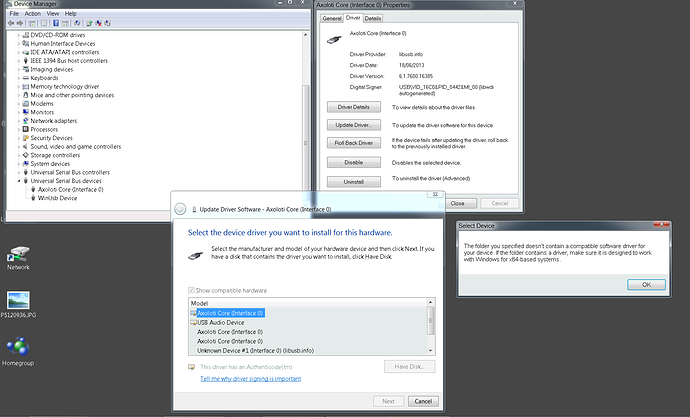 Device Manager
File Action View Help
DVD/CD-ROM drives
Human Interface Devices
IDE ATA/ATAPI controllers
IEEE 1394 Bus host controllers
Imaging devices
Keyboards
Memory technology driver
Mice and other pointing devices
Modems
Monitors
Network adapters
Processors
Security Devices
Sound, video and game controllers
Storage controllers
System devices
Universal Serial Bus controllers
Universal Serial Bus devices
Axoloti Core (Interface 0)
WinUsb Device
Axoloti Core (Interface 0) Properties
General Driver Details
Axoloti Core (Interface 0)
Driver Provider: libusb.info
Driver Date: 18/06/2013
Driver Version: 6.1.7600.16385
Digital Signer: USB\VID_16C0&PID_0442&MI_00 (libwdi
autogenerated)
Driver Details To view details about the driver files.
Update Driver... To update the driver software for this device.
Roll Back Driver If the device fails after updating the driver, roll
back to the previously installed driver.
Disable Disables the selected device.
Uninstall To uninstall the driver (Advanced).
Close Cancel
Update Driver Software - Axoloti Core (Interface 0)
Select the device driver you want to install for this hardware.
Select the manufacturer and model of your hardware device and then click Next. If you
have a disk that contains the driver you want to install, click Have Disk.
Show compatible hardware
Model
Axoloti Core (Interface 0)
USB Audio Device
Axoloti Core (Interface 0)
Axoloti Core (Interface 0)
Unknown Device #1 (Interface 0) (libusb.info)
This driver has an Authenticode(tm)
Have Disk...
Tell me why driver signing is important
Next Cancel
Select Device
The folder you specified doesn't contain a compatible software driver for
your device. If the folder contains a driver, make sure it is designed to work
with Windows for x64-based systems.
OK
Network
PS120936.JPG
Homegroup